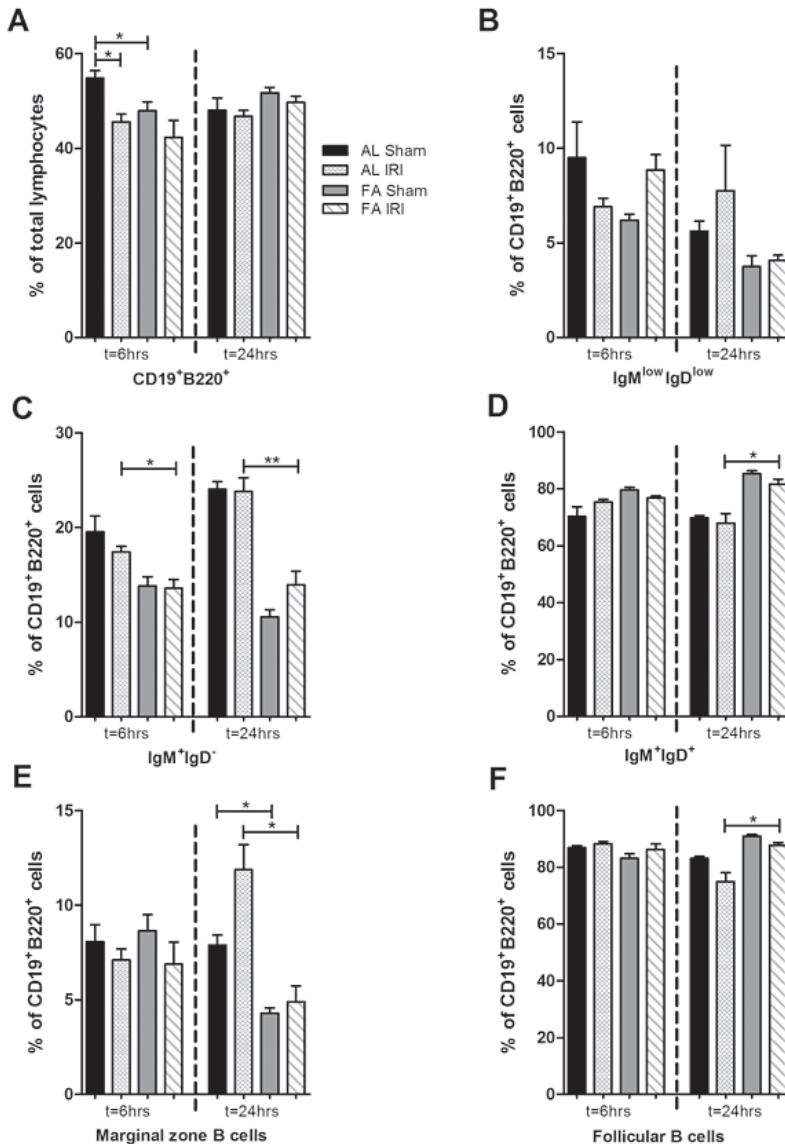 A
% of total lymphocytes
60
40
20
0
*
*
t=6hrs
t=24hrs
CD19⁺B220⁺
AL Sham
AL IRI
FA Sham
FA IRI
B
% of CD19⁺B220⁺ cells
15
10
5
0
t=6hrs
t=24hrs
IgM^low IgD^low
C
% of CD19⁺B220⁺ cells
30
20
10
0
*
**
t=6hrs
t=24hrs
IgM⁺IgD⁻
D
% of CD19⁺B220⁺ cells
100
80
60
40
20
0
*
t=6hrs
t=24hrs
IgM⁺IgD⁺
E
% of CD19⁺B220⁺ cells
15
10
5
0
*
*
t=6hrs
t=24hrs
Marginal zone B cells
F
% of CD19⁺B220⁺ cells
100
80
60
40
20
0
*
t=6hrs
t=24hrs
Follicular B cells